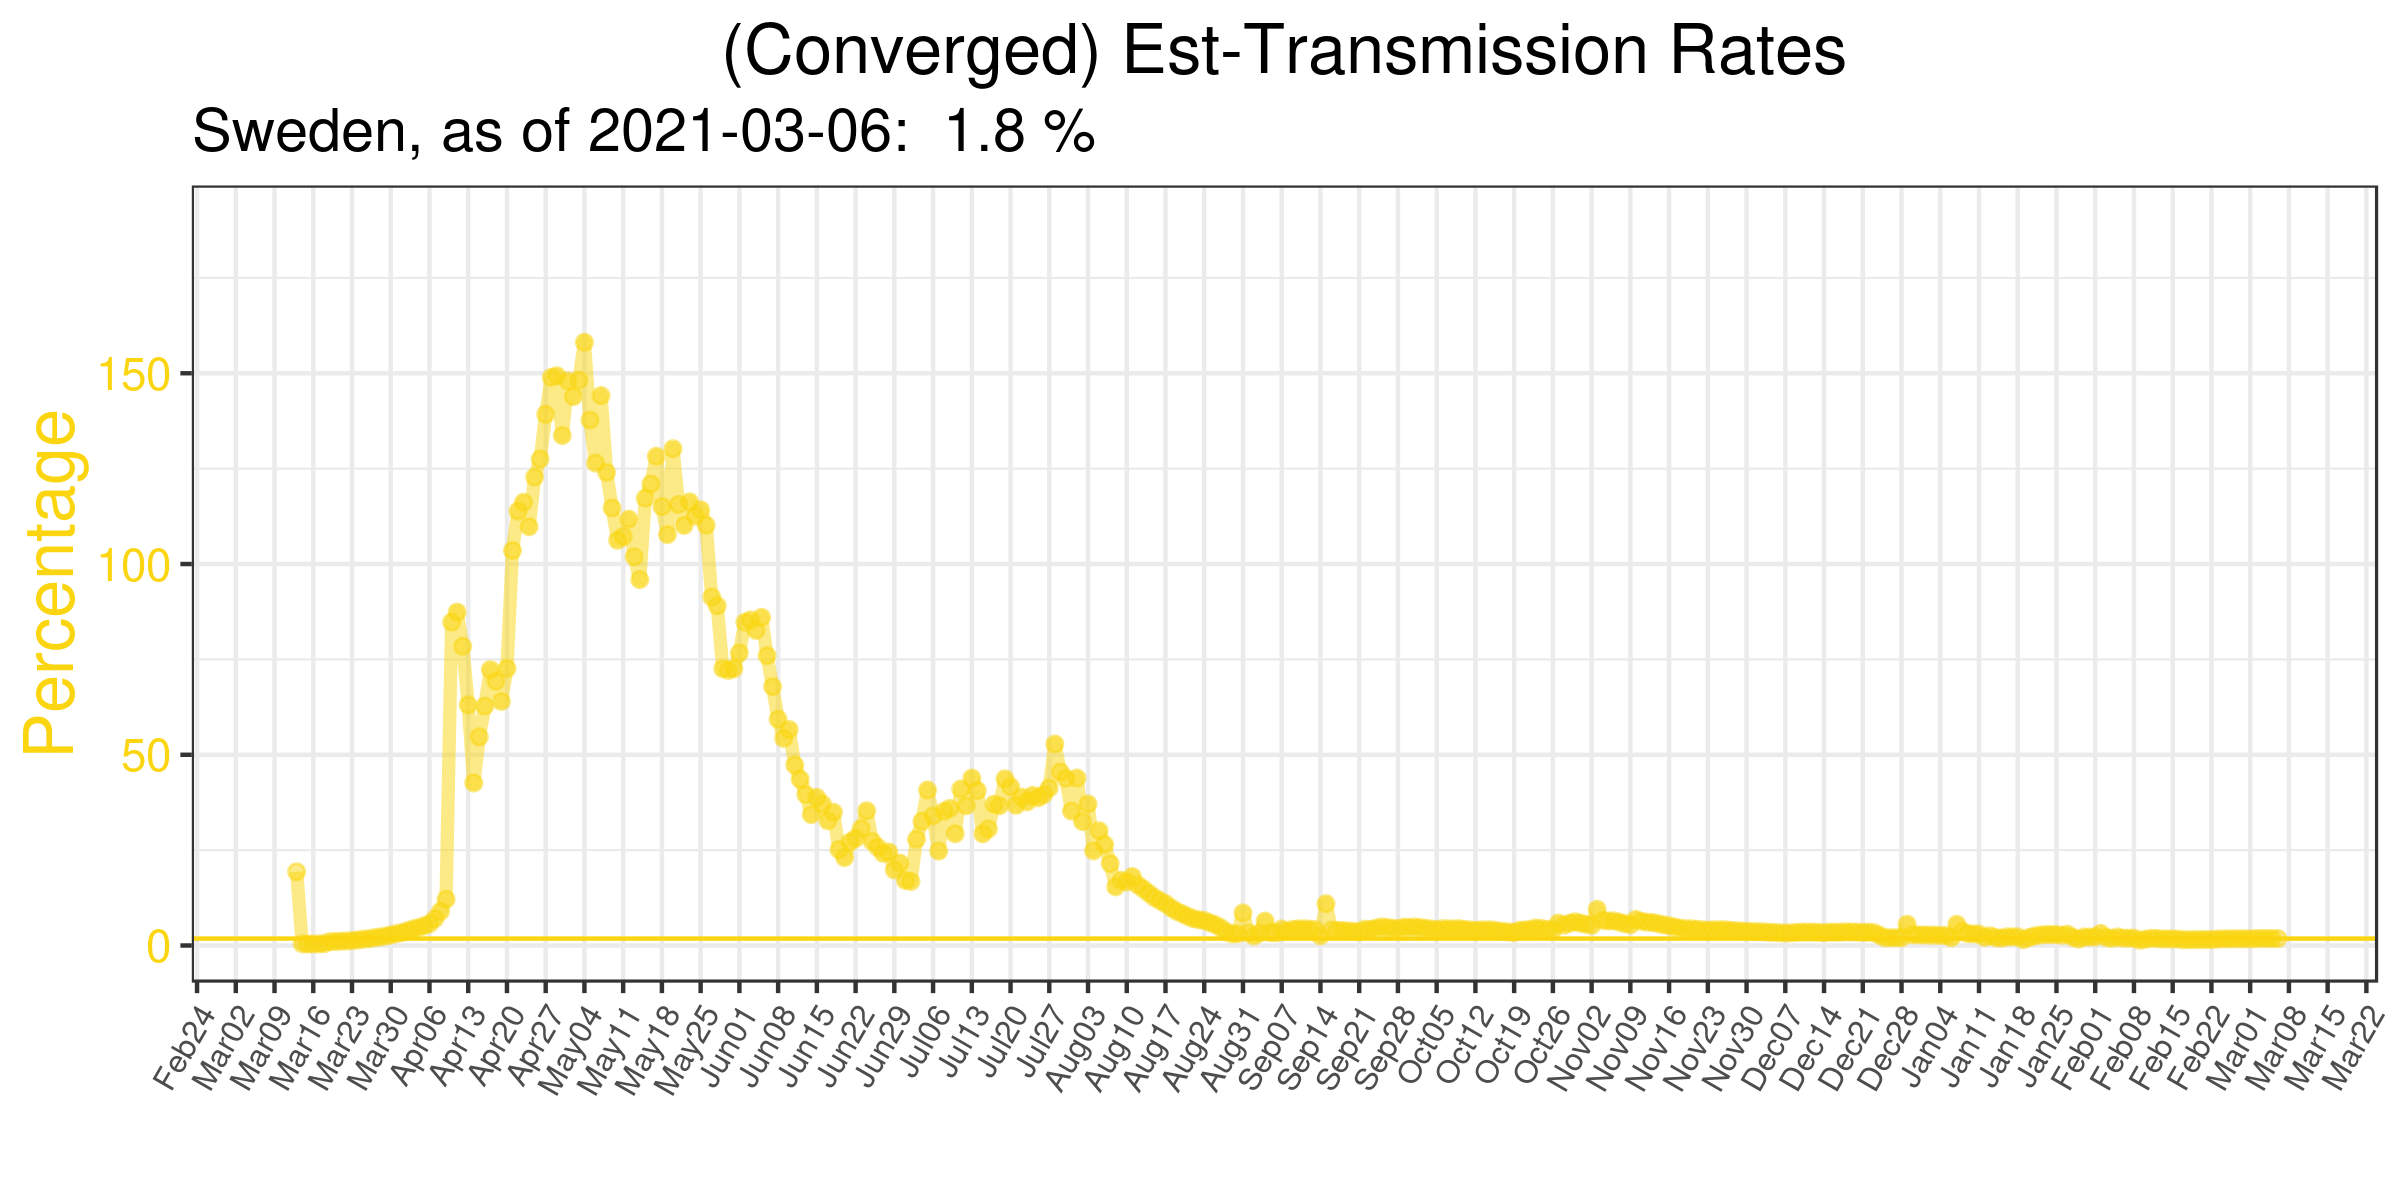 (Converged) Est-Transmission Rates
Sweden, as of 2021-03-06:  1.8 %
Percentage
150
100
50
0
Feb24
Mar02
Mar09
Mar16
Mar23
Mar30
Apr06
Apr13
Apr20
Apr27
May04
May11
May18
May25
Jun01
Jun08
Jun15
Jun22
Jun29
Jul06
Jul13
Jul20
Jul27
Aug03
Aug10
Aug17
Aug24
Aug31
Sep07
Sep14
Sep21
Sep28
Oct05
Oct12
Oct19
Oct26
Nov02
Nov09
Nov16
Nov23
Nov30
Dec07
Dec14
Dec21
Dec28
Jan04
Jan11
Jan18
Jan25
Feb01
Feb08
Feb15
Feb22
Mar01
Mar08
Mar15
Mar22